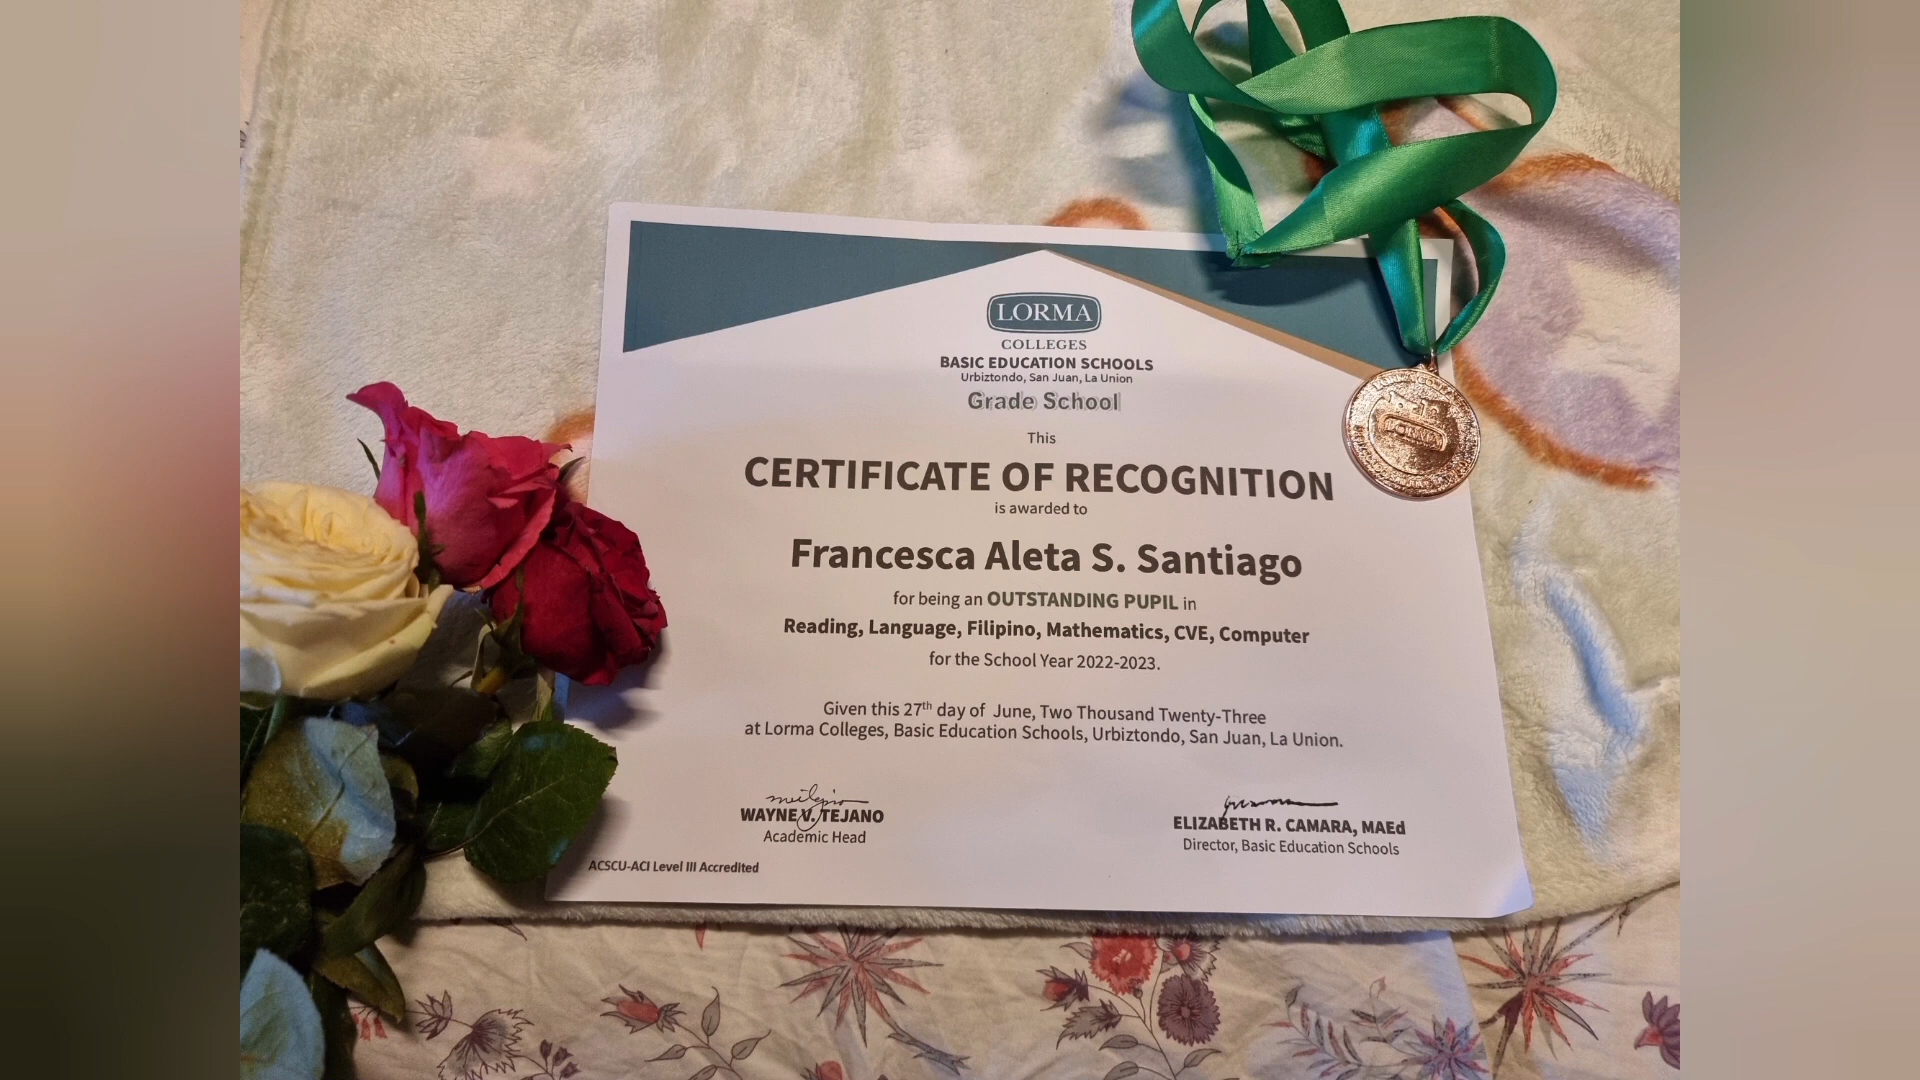 LORMA
COLLEGES
BASIC EDUCATION SCHOOLS
Urbiztondo, San Juan, La Union
Grade School
This
CERTIFICATE OF RECOGNITION
is awarded to
Francesca Aleta S. Santiago
for being an OUTSTANDING PUPIL in
Reading, Language, Filipino, Mathematics, CVE, Computer
for the School Year 2022-2023.
Given this 27th day of June, Two Thousand Twenty-Three
at Lorma Colleges, Basic Education Schools, Urbiztondo, San Juan, La Union.
WAYNE V. TEJANO
Academic Head
ELIZABETH R. CAMARA, MAEd
Director, Basic Education Schools
ACSCU-ACI Level III Accredited
LORMA